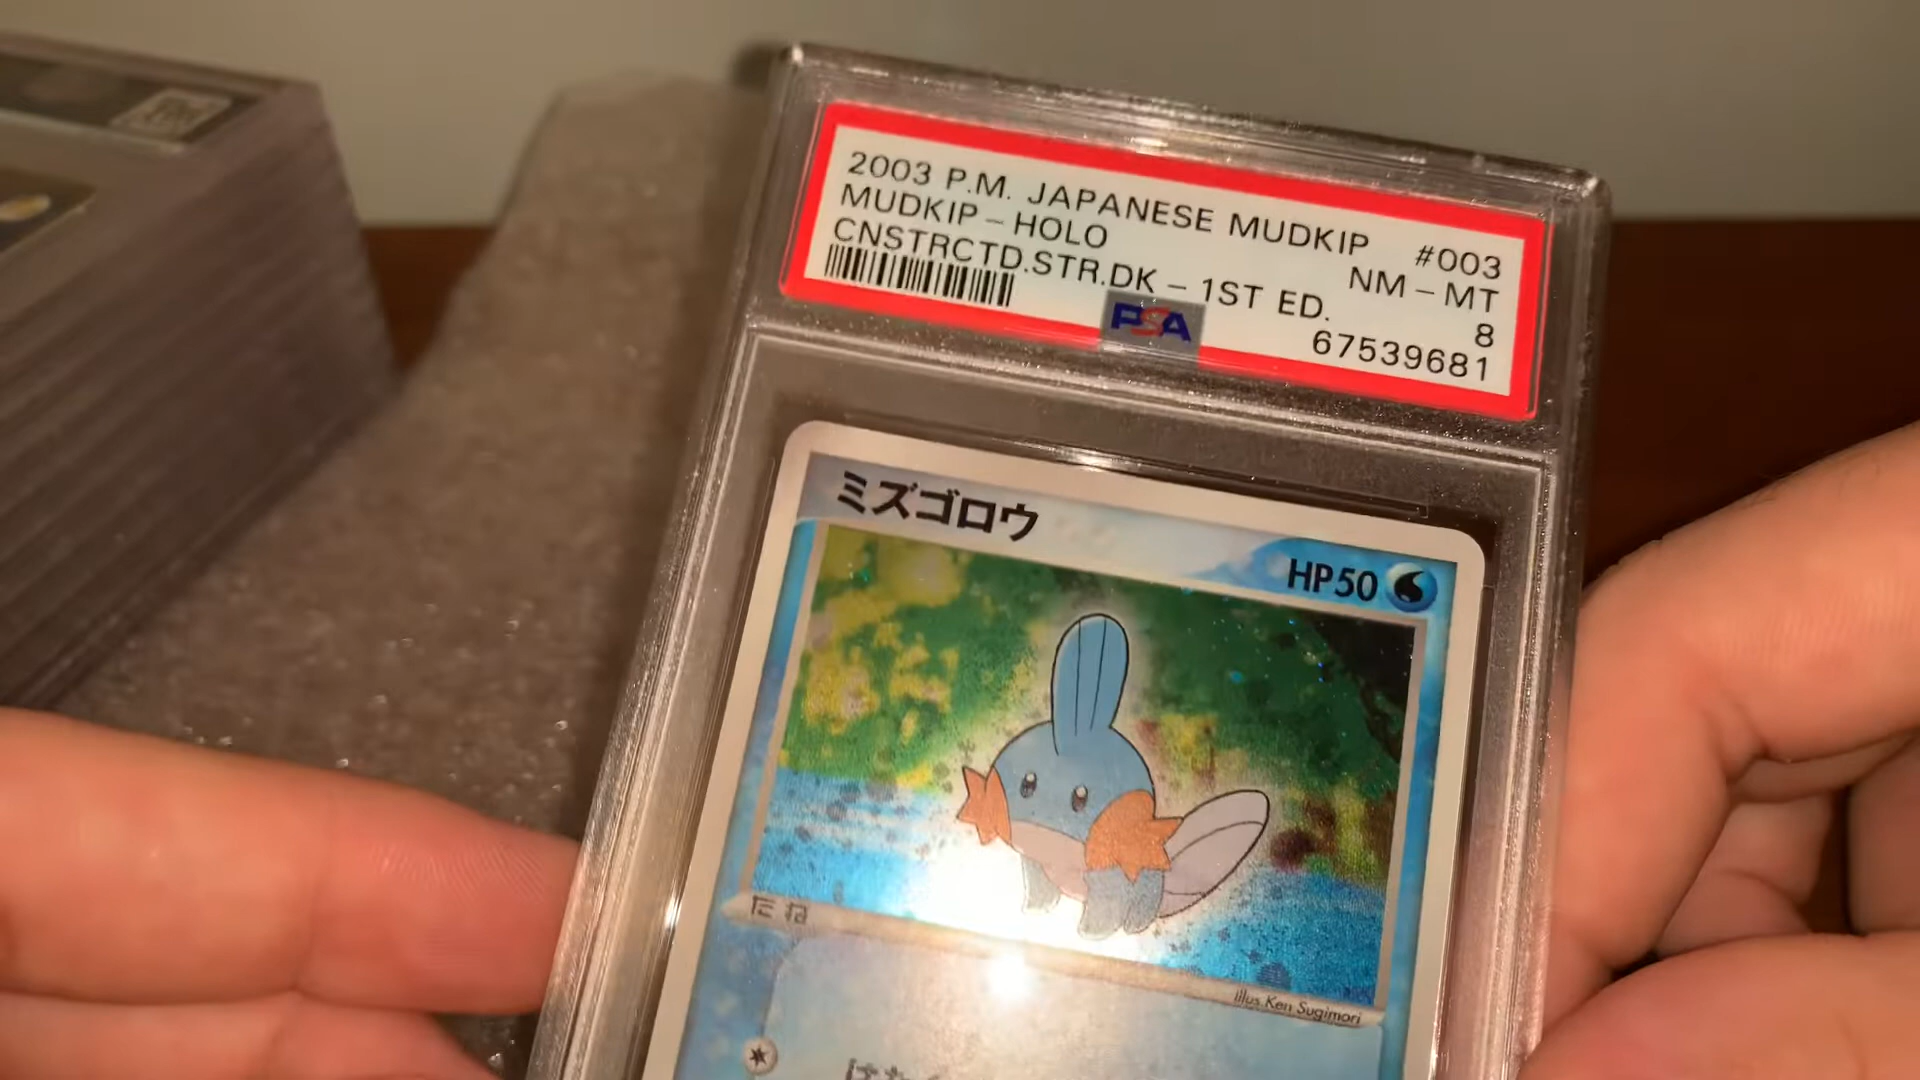 2003 P.M. JAPANESE MUDKIP #003
MUDKIP-HOLO NM-MT
CNSTRCTD.STR.DK-1ST ED. 8
PSA 67539681
ミズゴロウ
HP50
たね
illus. Ken Sugimori